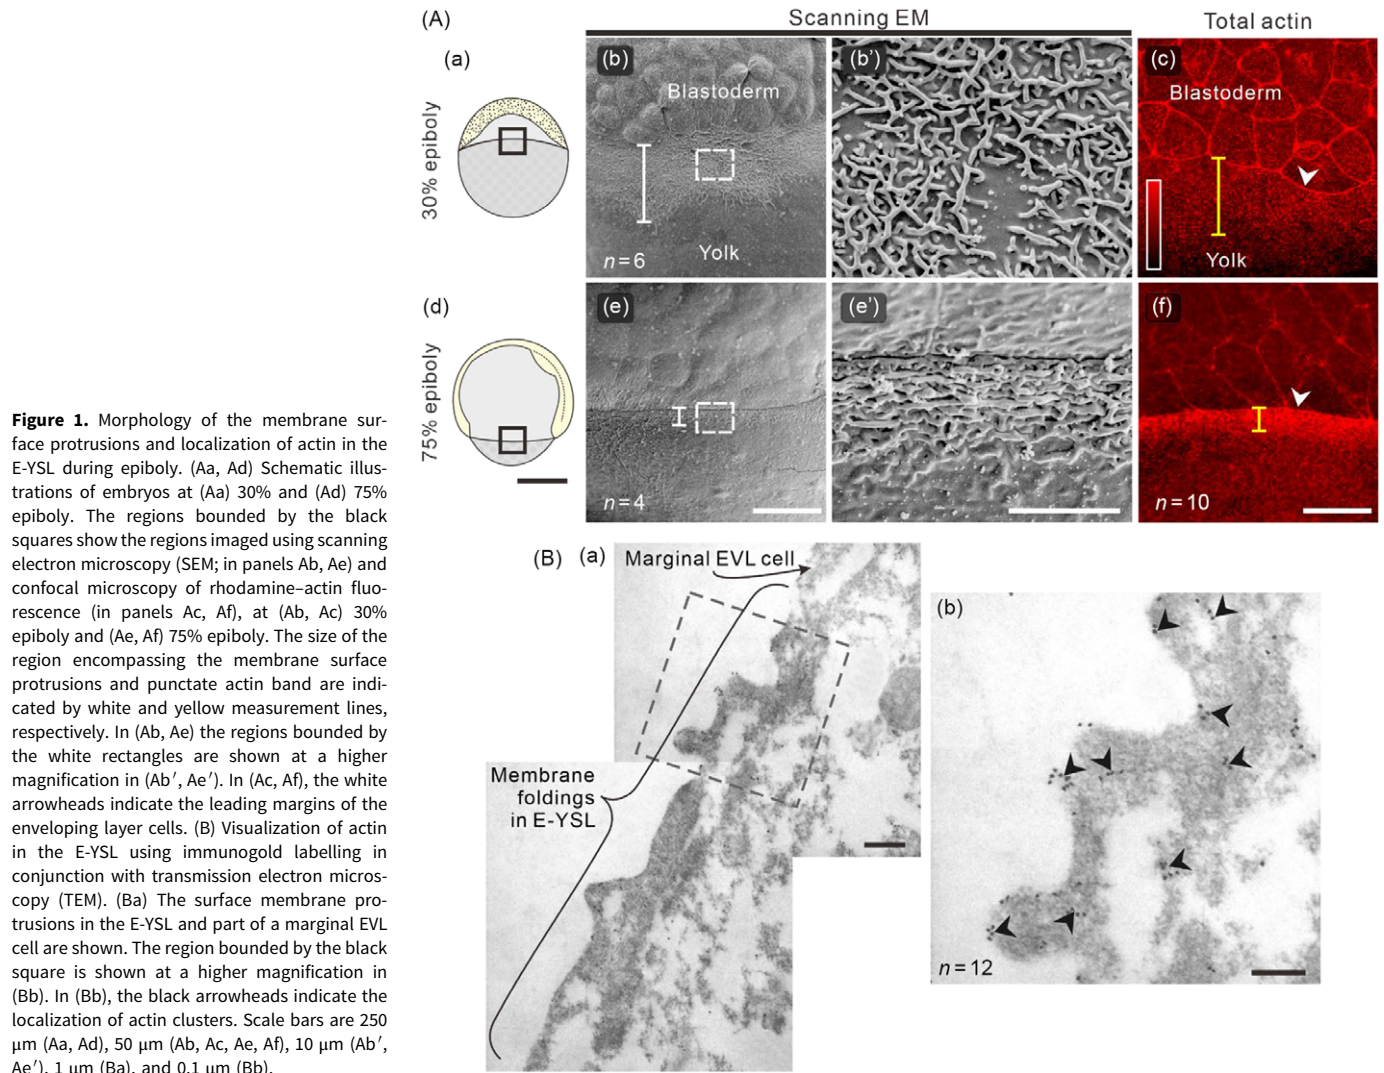 (A)
Scanning EM
Total actin
(a)
30% epiboly
(b)
Blastoderm
Yolk
n=6
(b')
(c)
Blastoderm
Yolk
(d)
75% epiboly
(e)
n=4
(e')
(f)
n=10
(B)
(a)
Marginal EVL cell
Membrane
foldings
in E-YSL
(b)
n=12
Figure 1. Morphology of the membrane sur-
face protrusions and localization of actin in the
E-YSL during epiboly. (Aa, Ad) Schematic illus-
trations of embryos at (Aa) 30% and (Ad) 75%
epiboly. The regions bounded by the black
squares show the regions imaged using scanning
electron microscopy (SEM; in panels Ab, Ae) and
confocal microscopy of rhodamine–actin fluo-
rescence (in panels Ac, Af), at (Ab, Ac) 30%
epiboly and (Ae, Af) 75% epiboly. The size of the
region encompassing the membrane surface
protrusions and punctate actin band are indi-
cated by white and yellow measurement lines,
respectively. In (Ab, Ae) the regions bounded by
the white rectangles are shown at a higher
magnification in (Ab′, Ae′). In (Ac, Af), the white
arrowheads indicate the leading margins of the
enveloping layer cells. (B) Visualization of actin
in the E-YSL using immunogold labelling in
conjunction with transmission electron micros-
copy (TEM). (Ba) The surface membrane pro-
trusions in the E-YSL and part of a marginal EVL
cell are shown. The region bounded by the black
square is shown at a higher magnification in
(Bb). In (Bb), the black arrowheads indicate the
localization of actin clusters. Scale bars are 250
μm (Aa, Ad), 50 μm (Ab, Ac, Ae, Af), 10 μm (Ab′,
Ae′), 1 μm (Ba), and 0.1 μm (Bb).